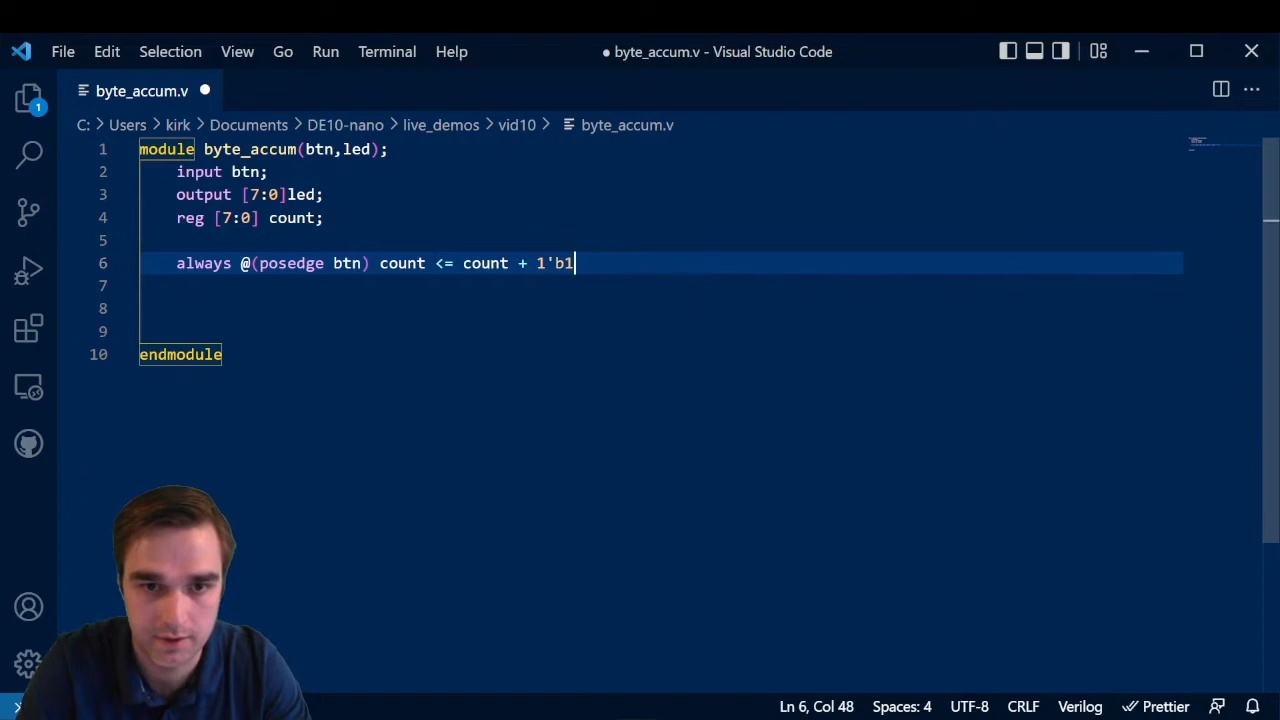 File Edit Selection View Go Run Terminal Help ● byte_accum.v - Visual Studio Code
byte_accum.v ●
1
C: > Users > kirk > Documents > DE10-nano > live_demos > vid10 > byte_accum.v
1 module byte_accum(btn,led);
2 input btn;
3 output [7:0]led;
4 reg [7:0] count;
5
6 always @(posedge btn) count <= count + 1'b1
7
8
9
10 endmodule
Ln 6, Col 48 Spaces: 4 UTF-8 CRLF Verilog Prettier